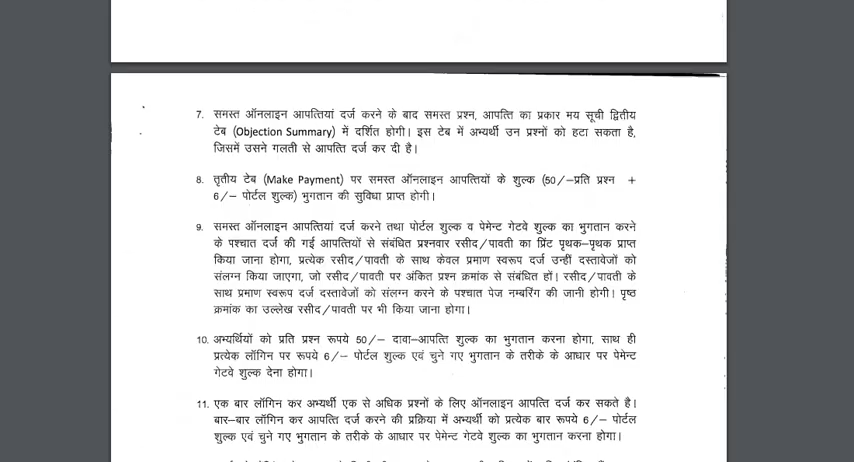 7. समस्त ऑनलाइन आपत्तियां दर्ज करने के बाद समस्त प्रश्न, आपत्ति का प्रकार मय सूची द्वितीय
टेब (Objection Summary) में दर्शित होगी। इस टेब में अभ्यर्थी उन प्रश्नों को हटा सकता है,
जिसमें उसने गलती से आपत्ति दर्ज कर दी है।
8. तृतीय टेब (Make Payment) पर समस्त ऑनलाइन आपत्तियों के शुल्क (50/–प्रति प्रश्न +
6/– पोर्टल शुल्क) भुगतान की सुविधा प्राप्त होगी।
9. समस्त ऑनलाइन आपत्तियां दर्ज करने तथा पोर्टल शुल्क व पेमेन्ट गेटवे शुल्क का भुगतान करने
के पश्चात दर्ज की गई आपत्तियों से संबंधित प्रश्नवार रसीद/पावती का प्रिंट पृथक–पृथक प्राप्त
किया जाना होगा, प्रत्येक रसीद/पावती के साथ केवल प्रमाण स्वरूप दर्ज उन्हीं दस्तावेजों को
संलग्न किया जाएगा, जो रसीद/पावती पर अंकित प्रश्न क्रमांक से संबंधित हों। रसीद/पावती के
साथ प्रमाण स्वरूप दर्ज दस्तावेजों को संलग्न करने के पश्चात पेज नम्बरिंग की जानी होगी। पृष्ठ
क्रमांक का उल्लेख रसीद/पावती पर भी किया जाना होगा।
10. अभ्यर्थियों को प्रति प्रश्न रूपये 50/– दावा–आपत्ति शुल्क का भुगतान करना होगा, साथ ही
प्रत्येक लॉगिन पर रूपये 6/– पोर्टल शुल्क एवं चुने गए भुगतान के तरीके के आधार पर पेमेन्ट
गेटवे शुल्क देना होगा।
11. एक बार लॉगिन कर अभ्यर्थी एक से अधिक प्रश्नों के लिए ऑनलाइन आपत्ति दर्ज कर सकते है।
बार–बार लॉगिन कर आपत्ति दर्ज करने की प्रक्रिया में अभ्यर्थी को प्रत्येक बार रूपये 6/– पोर्टल
शुल्क एवं चुने गए भुगतान के तरीके के आधार पर पेमेन्ट गेटवे शुल्क का भुगतान करना होगा।